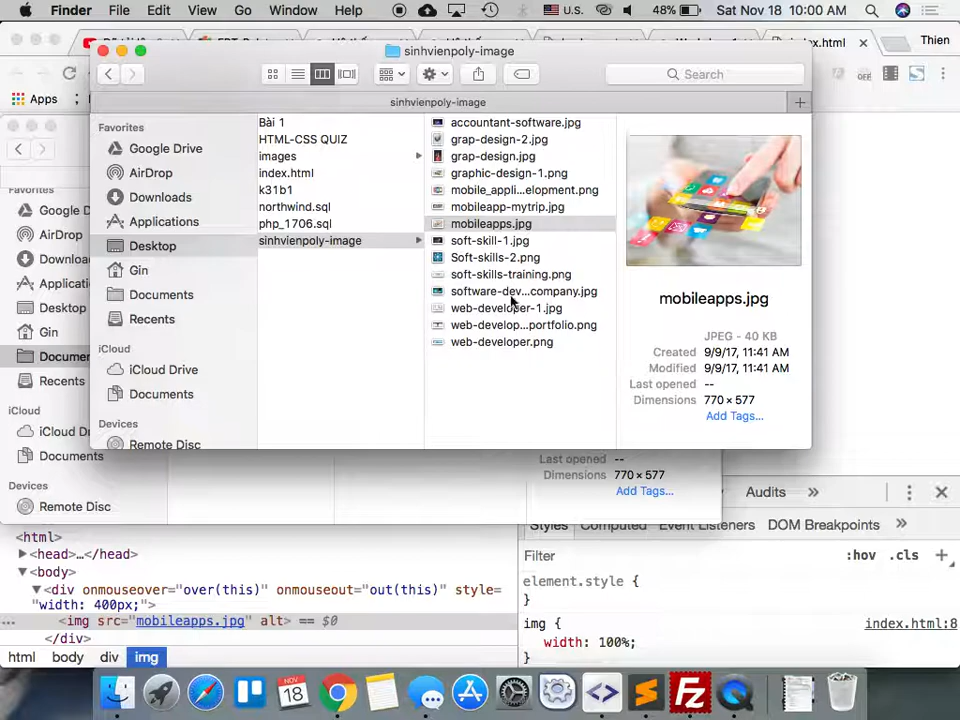 Finder File Edit View Go Window Help U.S. 48% Sat Nov 18 10:00 AM
index.html Thien
sinhvienpoly-image
Search
Apps
sinhvienpoly-image
Favorites
Google Drive
AirDrop
Downloads
Applications
Desktop
Gin
Documents
Recents
iCloud
iCloud Drive
Documents
Devices
Remote Disc
Bài 1
HTML-CSS QUIZ
images
index.html
k31b1
northwind.sql
php_1706.sql
sinhvienpoly-image
accountant-software.jpg
grap-design-2.jpg
grap-design.jpg
graphic-design-1.png
mobile_appli...elopment.png
mobileapp-mytrip.jpg
mobileapps.jpg
soft-skill-1.jpg
Soft-skills-2.png
soft-skills-training.png
software-dev...company.jpg
web-developer-1.jpg
web-develop...portfolio.png
web-developer.png
mobileapps.jpg
JPEG - 40 KB
Created 9/9/17, 11:41 AM
Modified 9/9/17, 11:41 AM
Last opened --
Dimensions 770 × 577
Add Tags...
Favorites
Google D
AirDrop
Downloa
Applicati
Desktop
Gin
Documen
Recents
iCloud
iCloud D
Documents
Devices
Remote Disc
Last opened --
Dimensions 770 × 577
Add Tags...
Audits »
<html>
<head>…</head>
<body>
<div onmouseover="over(this)" onmouseout="out(this)" style=
"width: 400px;">
<img src="mobileapps.jpg" alt> == $0
</div>
html body div img
Styles Computed Event Listeners DOM Breakpoints »
Filter :hov .cls +
element.style {
}
img { index.html:8
width: 100%;
}
NOV
18